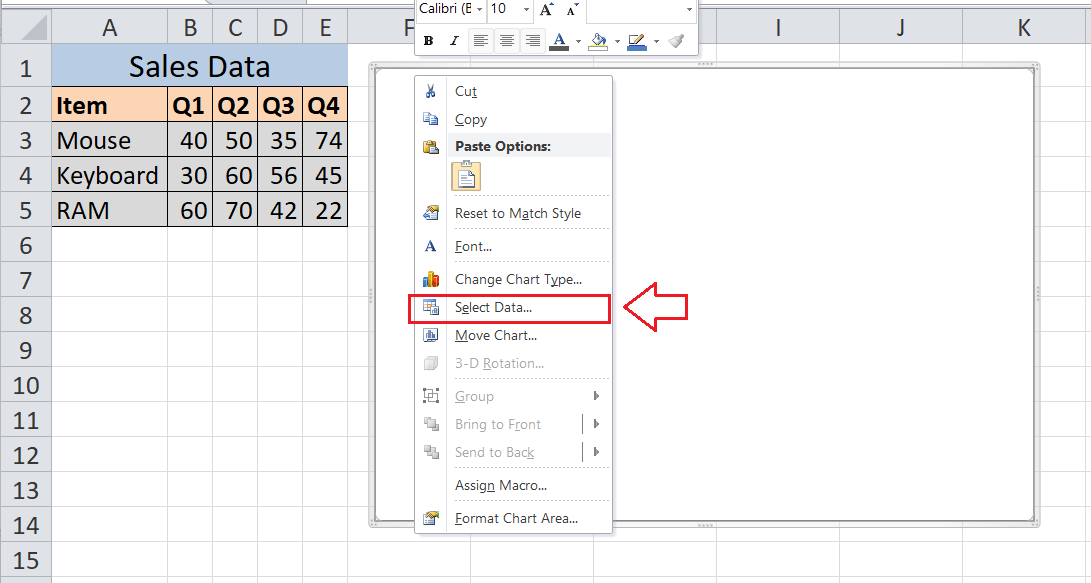 Calibri (B 10 A A
B I A
A B C D E F I J K
1 Sales Data
2 Item Q1 Q2 Q3 Q4
3 Mouse 40 50 35 74
4 Keyboard 30 60 56 45
5 RAM 60 70 42 22
6
7
8
9
10
11
12
13
14
15
Cut
Copy
Paste Options:
Reset to Match Style
A Font...
Change Chart Type...
Select Data...
Move Chart...
3-D Rotation...
Group
Bring to Front
Send to Back
Assign Macro...
Format Chart Area...